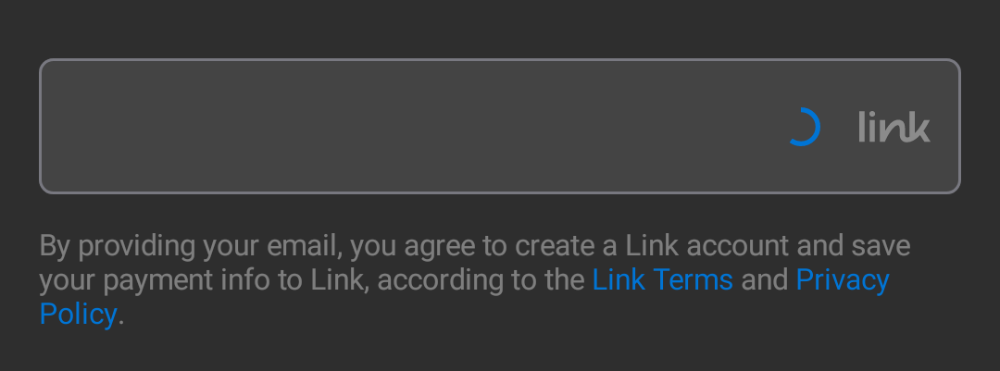 link
By providing your email, you agree to create a Link account and save
your payment info to Link, according to the Link Terms and Privacy
Policy.